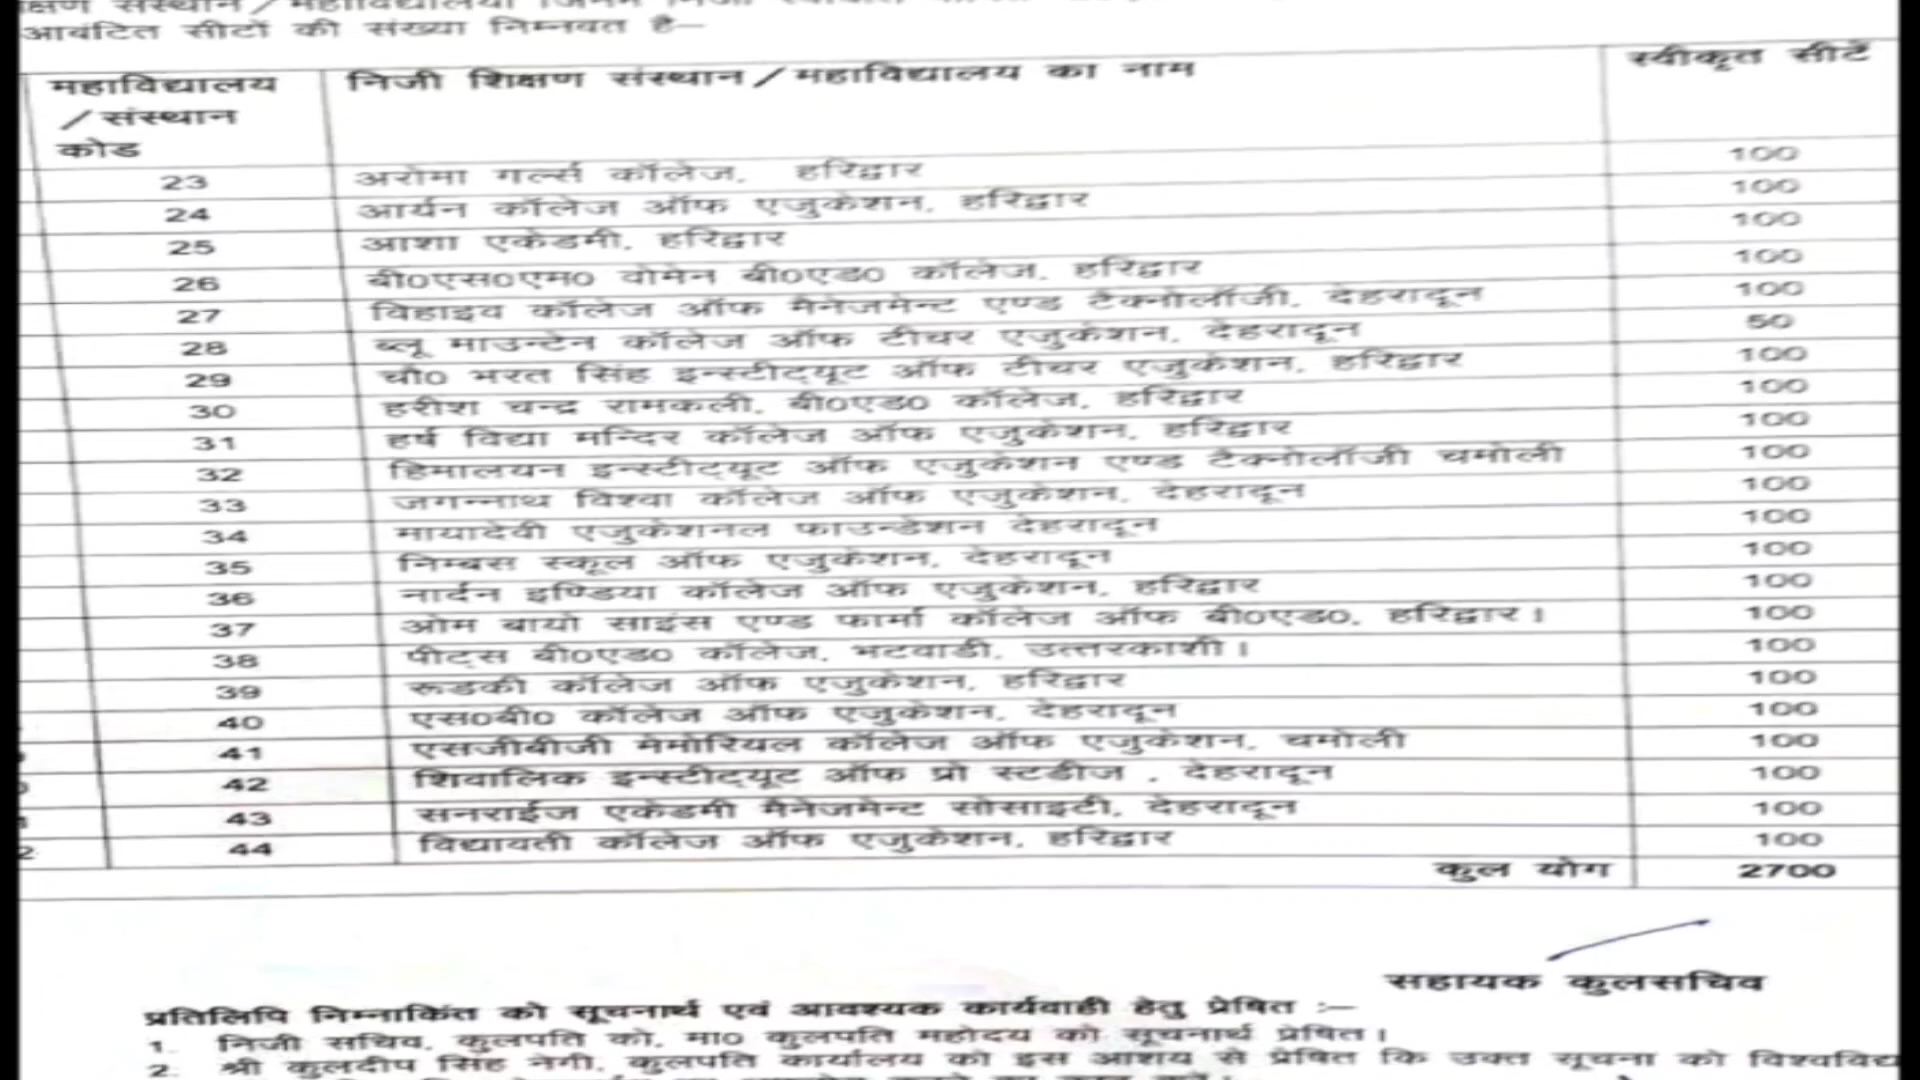 आवंटित सीटों की संख्या निम्नवत है—
महाविद्यालय /संस्थान कोड निजी शिक्षण संस्थान/महाविद्यालय का नाम स्वीकृत सीटें
23 अरोमा गर्ल्स कॉलेज, हरिद्वार 100
24 आर्यन कॉलेज ऑफ एजुकेशन, हरिद्वार 100
25 आशा एकेडमी, हरिद्वार 100
26 बी0एस0एम0 वोमेन बी0एड0 कॉलेज, हरिद्वार 100
27 विहाइव कॉलेज ऑफ मैनेजमेन्ट एण्ड टैक्नोलॉजी, देहरादून 100
28 ब्लू माउन्टेन कॉलेज ऑफ टीचर एजुकेशन, देहरादून 50
29 चौ0 भरत सिंह इन्स्टीट्यूट ऑफ टीचर एजुकेशन, हरिद्वार 100
30 हरीश चन्द्र रामकली, बी0एड0 कॉलेज, हरिद्वार 100
31 हर्ष विद्या मन्दिर कॉलेज ऑफ एजुकेशन, हरिद्वार 100
32 हिमालयन इन्स्टीट्यूट ऑफ एजुकेशन एण्ड टैक्नोलॉजी चमोली 100
33 जगन्नाथ विश्वा कॉलेज ऑफ एजुकेशन, देहरादून 100
34 मायादेवी एजुकेशनल फाउन्डेशन देहरादून 100
35 निम्बस स्कूल ऑफ एजुकेशन, देहरादून 100
36 नार्दन इण्डिया कॉलेज ऑफ एजुकेशन, हरिद्वार 100
37 ओम बायो साइंस एण्ड फार्मा कॉलेज ऑफ बी0एड0, हरिद्वार। 100
38 पीट्स बी0एड0 कॉलेज, भटवाडी, उत्तरकाशी। 100
39 रूडकी कॉलेज ऑफ एजुकेशन, हरिद्वार 100
40 एस0बी0 कॉलेज ऑफ एजुकेशन, देहरादून 100
41 एसजीबीजी मेमोरियल कॉलेज ऑफ एजुकेशन, चमोली 100
42 शिवालिक इन्स्टीट्यूट ऑफ प्रो स्टडीज , देहरादून 100
43 सनराईज एकेडमी मैनेजमेन्ट सोसाइटी, देहरादून 100
44 विद्यावती कॉलेज ऑफ एजुकेशन, हरिद्वार 100
कुल योग 2700
सहायक कुलसचिव
प्रतिलिपि निम्नांकित को सूचनार्थ एवं आवश्यक कार्यवाही हेतु प्रेषित :—
1. निजी सचिव, कुलपति को, मा0 कुलपति महोदय को सूचनार्थ प्रेषित।
2. श्री कुलदीप सिंह नेगी, कुलपति कार्यालय को इस आशय से प्रेषित कि उक्त सूचना को